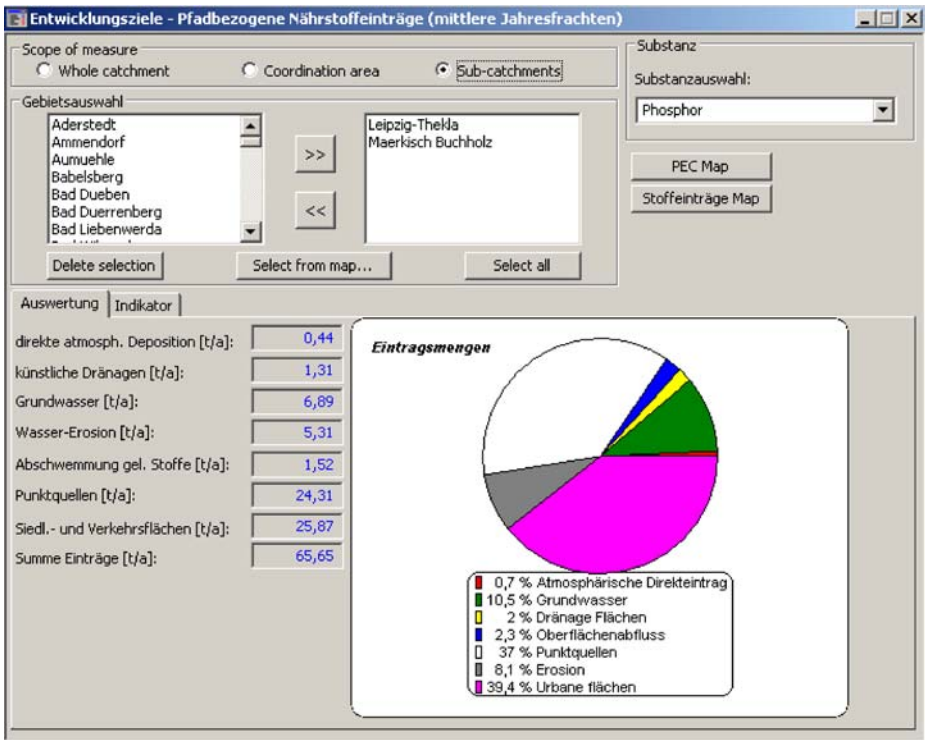 Entwicklungsziele - Pfadbezogene Nährstoffeinträge (mittlere Jahresfrachten)
Scope of measure
Whole catchment
Coordination area
Sub-catchments
Substanz
Substanzauswahl:
Phosphor
Gebietsauswahl
Aderstedt
Ammendorf
Aumuehle
Babelsberg
Bad Dueben
Bad Duerrenberg
Bad Liebenwerda
>>
<<
Leipzig-Thekla
Maerkisch Buchholz
PEC Map
Stoffeinträge Map
Delete selection
Select from map...
Select all
Auswertung
Indikator
direkte atmosph. Deposition [t/a]: 0,44
künstliche Dränagen [t/a]: 1,31
Grundwasser [t/a]: 6,89
Wasser-Erosion [t/a]: 5,31
Abschwemmung gel. Stoffe [t/a]: 1,52
Punktquellen [t/a]: 24,31
Siedl.- und Verkehrsflächen [t/a]: 25,87
Summe Einträge [t/a]: 65,65
Eintragsmengen
0,7 % Atmosphärische Direkteintrag
10,5 % Grundwasser
2 % Dränage Flächen
2,3 % Oberflächenabfluss
37 % Punktquellen
8,1 % Erosion
39,4 % Urbane flächen